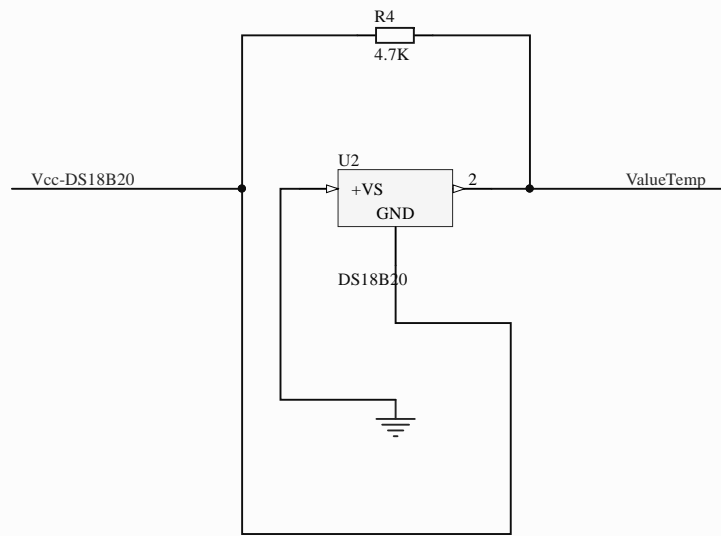 R4
4.7K
U2
Vcc-DS18B20
+VS
2
ValueTemp
GND
DS18B20